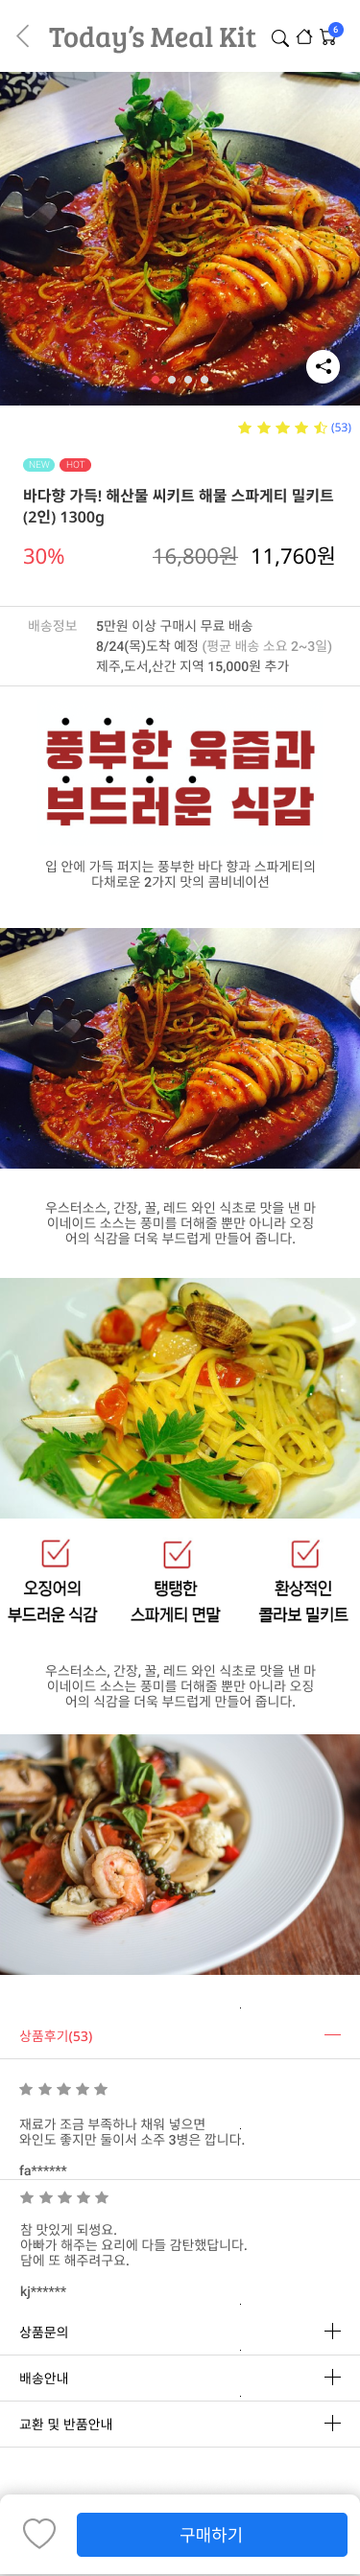 Today's Meal Kit
6
(53)
NEW HOT
바다향 가득! 해산물 씨키트 해물 스파게티 밀키트
(2인) 1300g
30% 16,800원 11,760원
배송정보 5만원 이상 구매시 무료 배송
8/24(목)도착 예정 (평균 배송 소요 2~3일)
제주,도서,산간 지역 15,000원 추가
풍부한 육즙과
부드러운 식감
입 안에 가득 퍼지는 풍부한 바다 향과 스파게티의
다채로운 2가지 맛의 콤비네이션
우스터소스, 간장, 꿀, 레드 와인 식초로 맛을 낸 마
이네이드 소스는 풍미를 더해줄 뿐만 아니라 오징
어의 식감을 더욱 부드럽게 만들어 줍니다.
오징어의 탱탱한 환상적인
부드러운 식감 스파게티 면말 콜라보 밀키트
우스터소스, 간장, 꿀, 레드 와인 식초로 맛을 낸 마
이네이드 소스는 풍미를 더해줄 뿐만 아니라 오징
어의 식감을 더욱 부드럽게 만들어 줍니다.
상품후기(53)
재료가 조금 부족하나 채워 넣으면
와인도 좋지만 둘이서 소주 3병은 깝니다.
fa******
참 맛있게 되썽요.
아빠가 해주는 요리에 다들 감탄했답니다.
담에 또 해주려구요.
kj******
상품문의
배송안내
교환 및 반품안내
구매하기